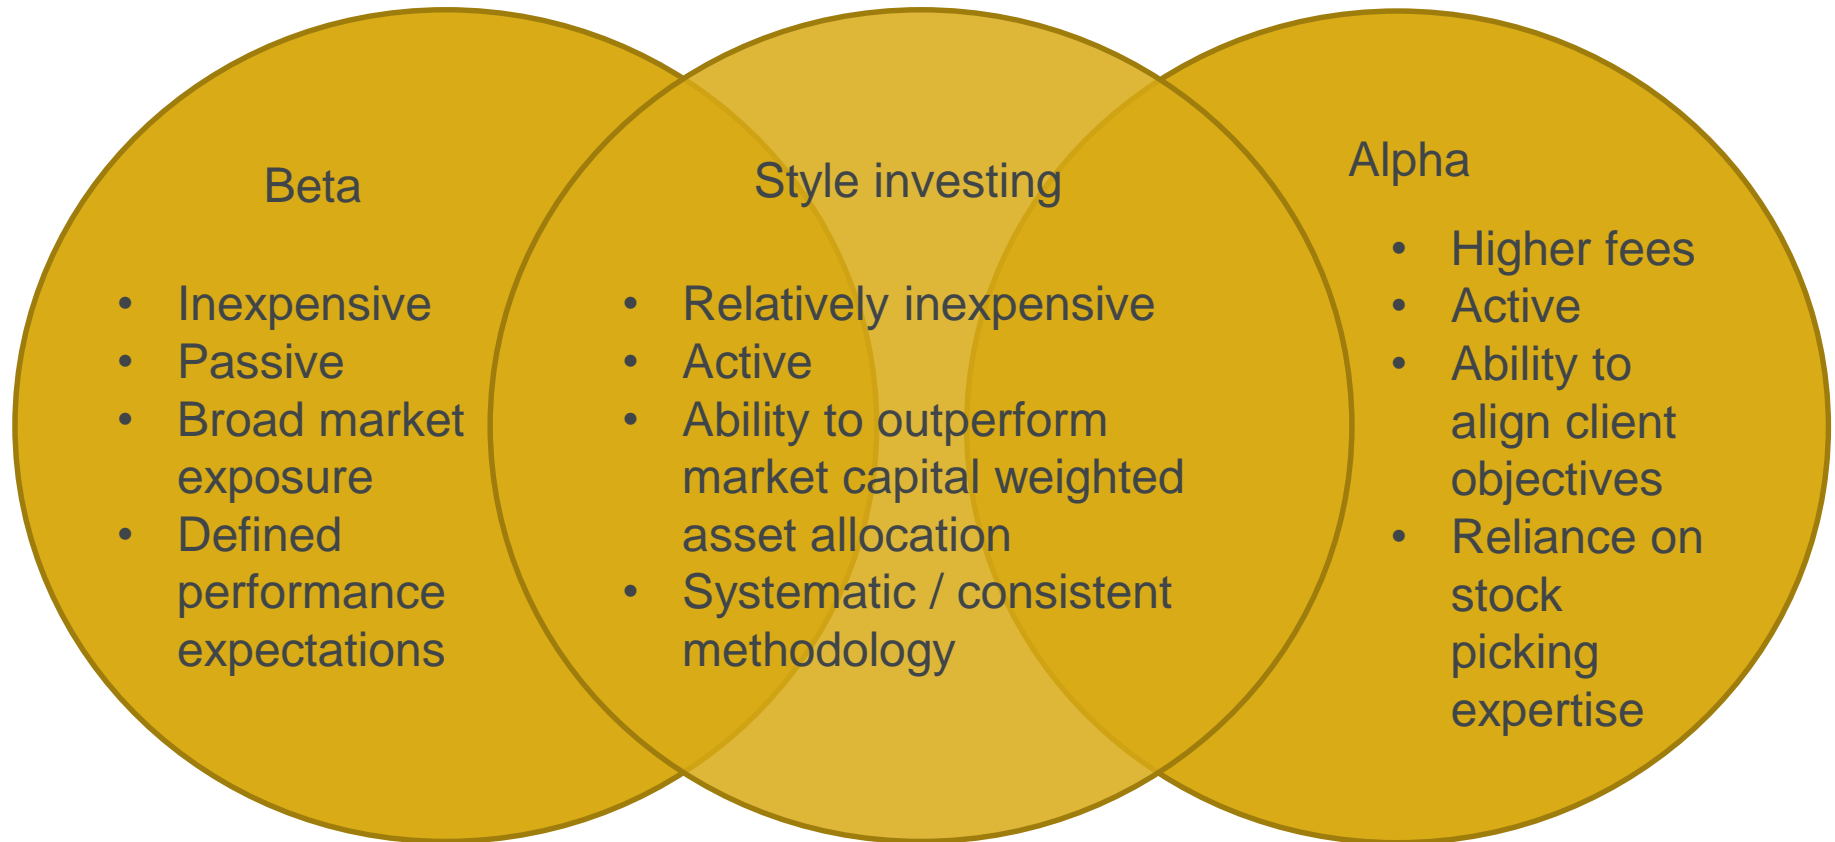 Beta
• Inexpensive
• Passive
• Broad market
exposure
• Defined
performance
expectations
Style investing
• Relatively inexpensive
• Active
• Ability to outperform
market capital weighted
asset allocation
• Systematic / consistent
methodology
Alpha
• Higher fees
• Active
• Ability to
align client
objectives
• Reliance on
stock
picking
expertise